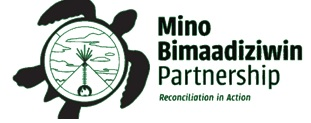 Mino
Bimaadiziwin
Partnership
Reconciliation in Action